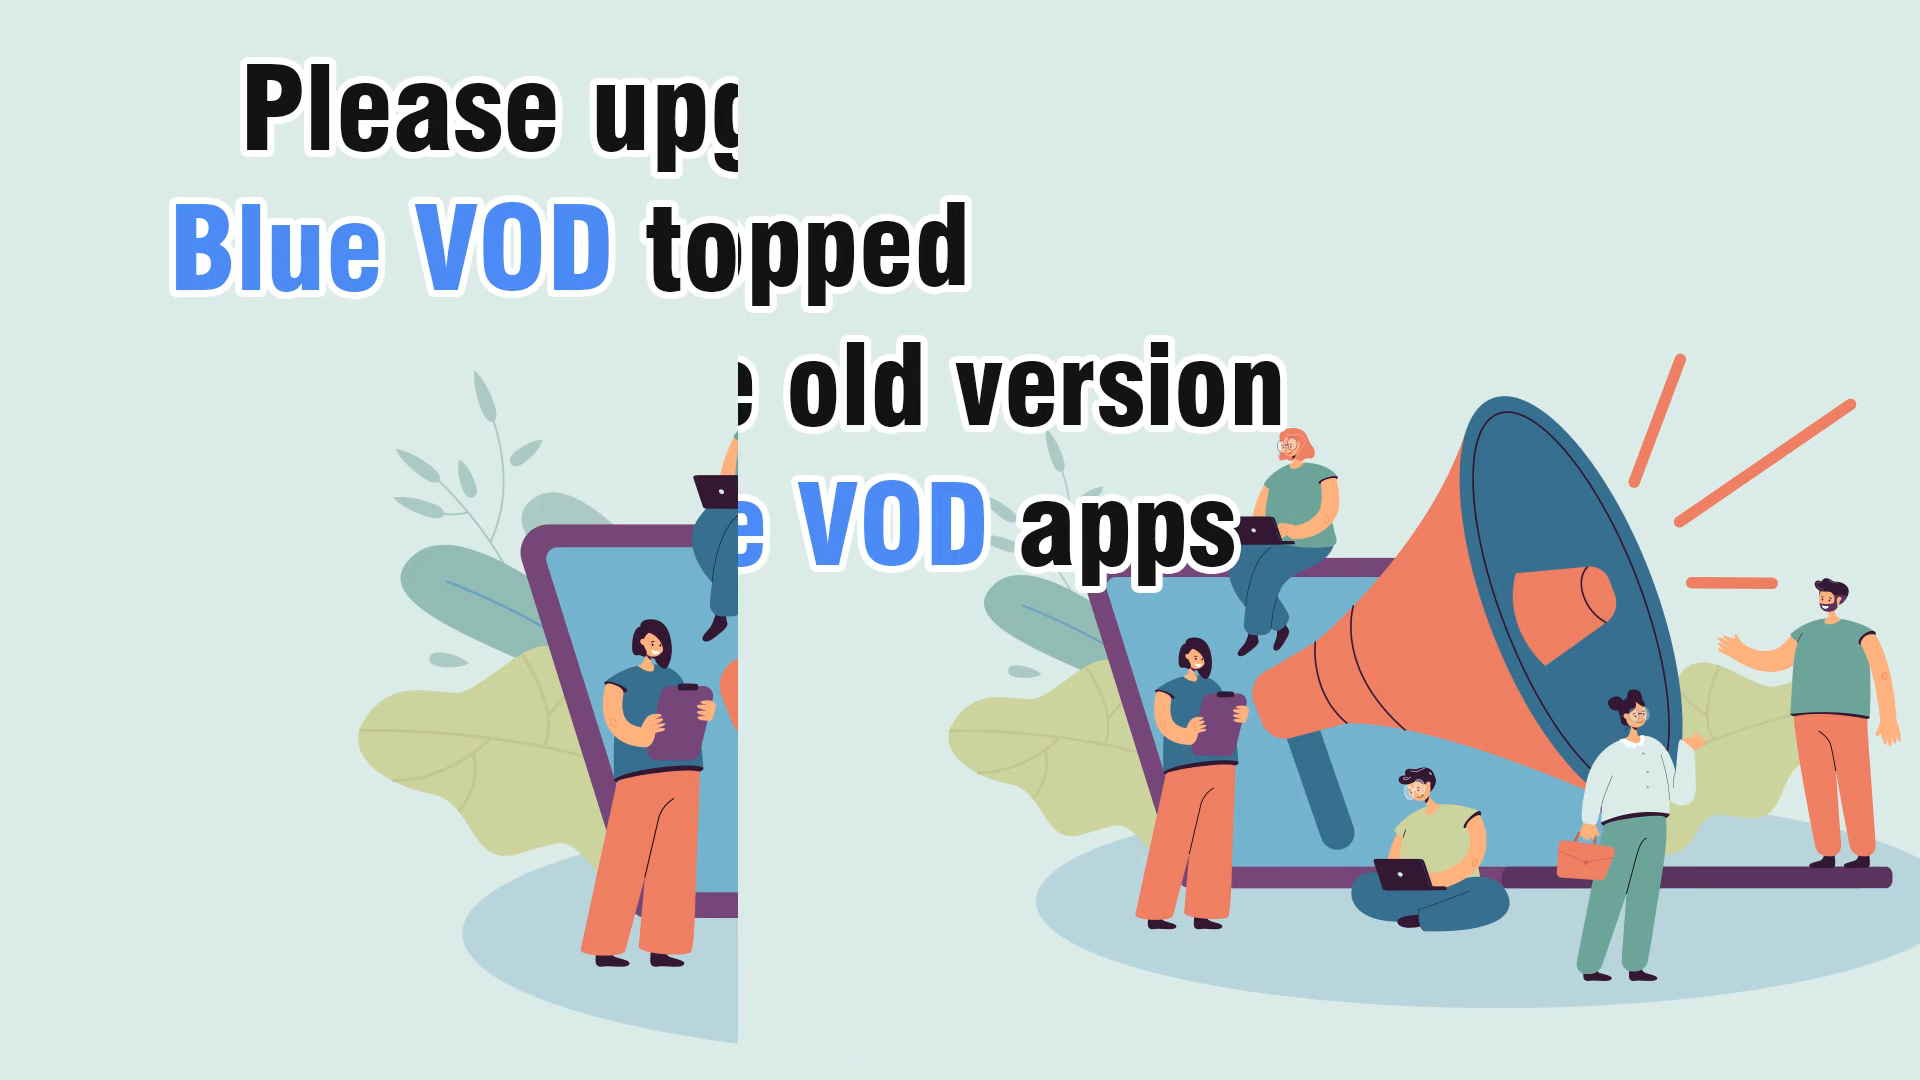 Please upg
Blue VOD topped
old version
VOD apps